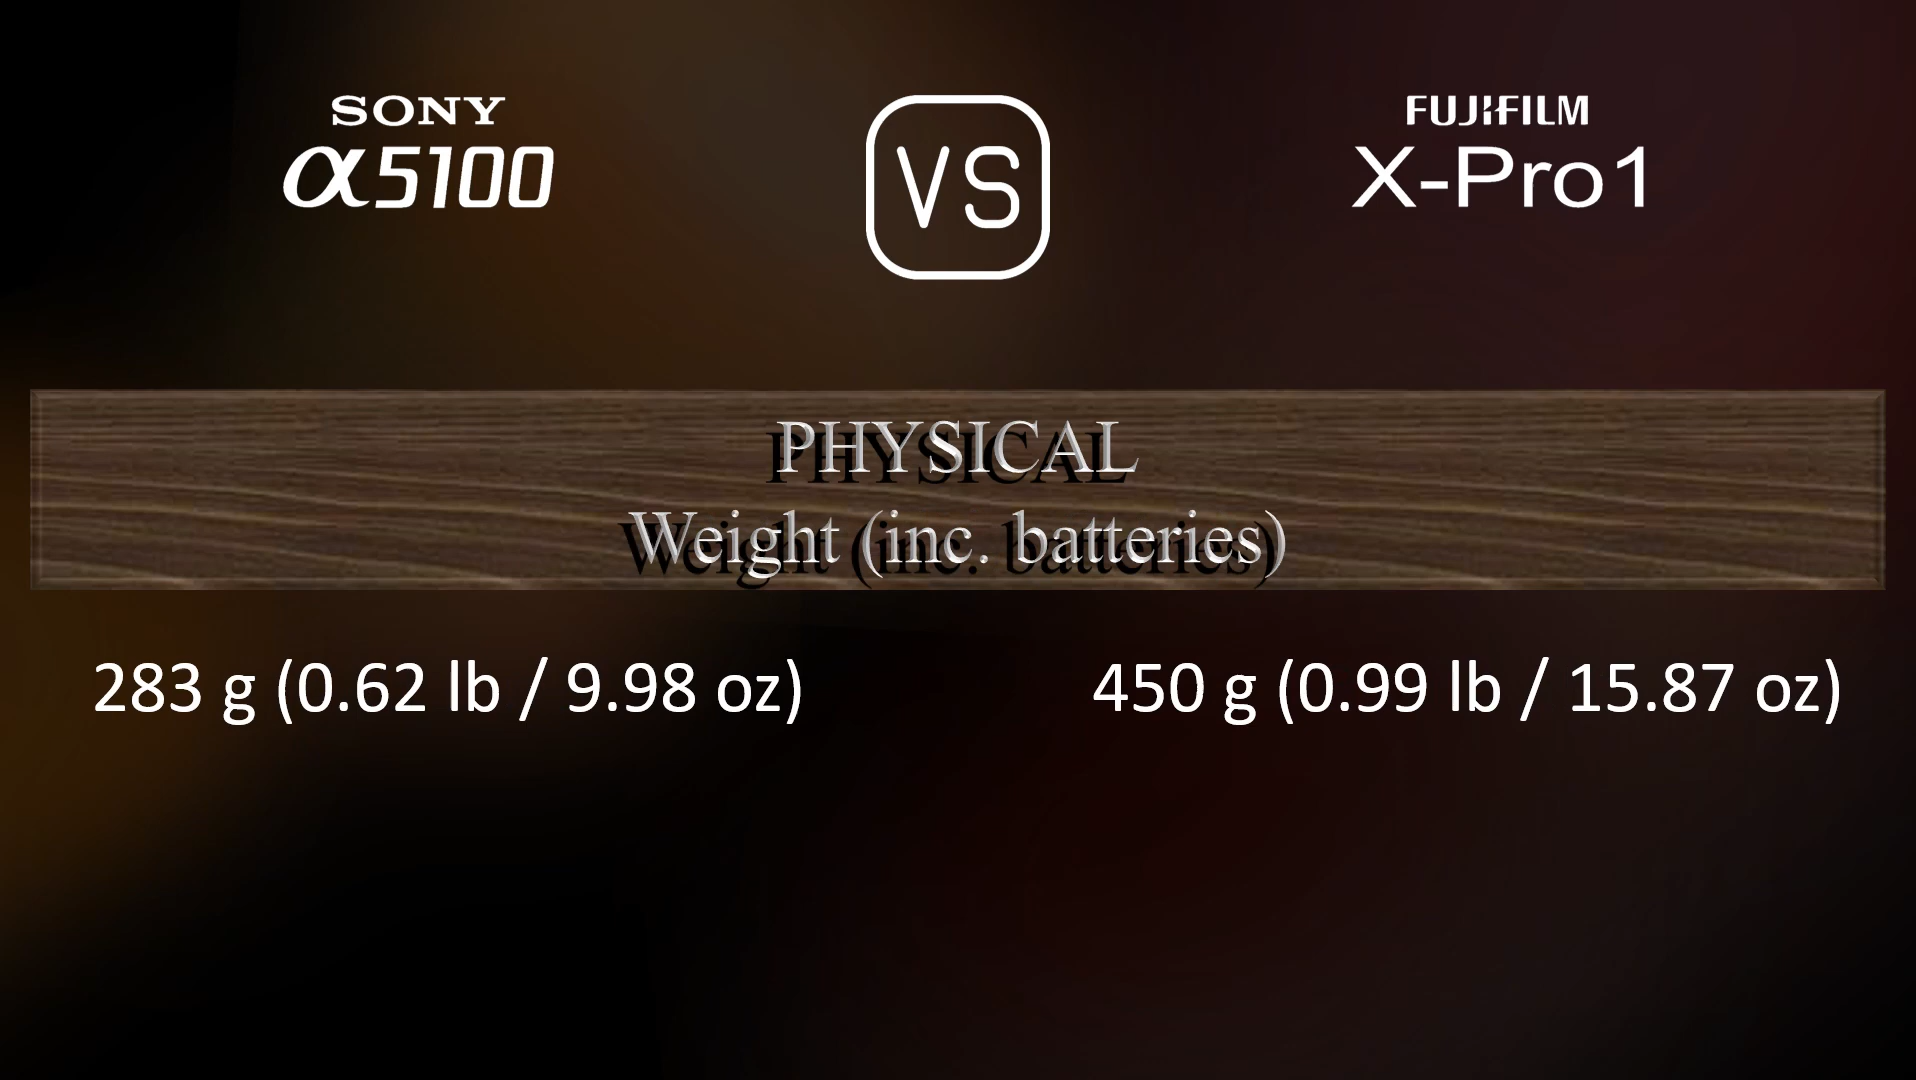 SONY
α5100
VS
FUJIFILM
X-Pro1
PHYSICAL
Weight (inc. batteries)
283 g (0.62 lb / 9.98 oz)
450 g (0.99 lb / 15.87 oz)